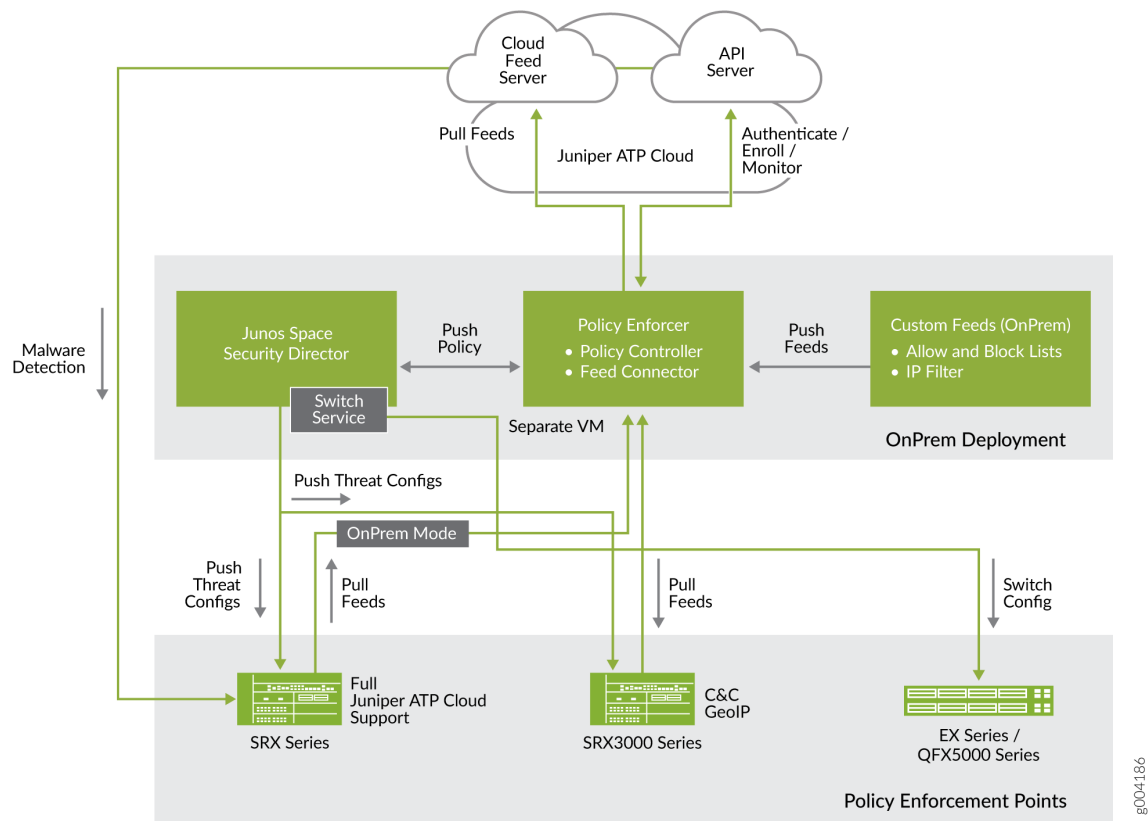 Cloud
Feed
Server
API
Server
Pull Feeds
Authenticate /
Enroll /
Monitor
Juniper ATP Cloud
Malware
Detection
Junos Space
Security Director
Switch
Service
Push
Policy
Policy Enforcer
• Policy Controller
• Feed Connector
Separate VM
Push
Feeds
Custom Feeds (OnPrem)
• Allow and Block Lists
• IP Filter
OnPrem Deployment
Push Threat Configs
OnPrem Mode
Push
Threat
Configs
Pull
Feeds
Pull
Feeds
Switch
Config
Full
Juniper ATP Cloud
Support
SRX Series
C&C
GeoIP
SRX3000 Series
EX Series /
QFX5000 Series
Policy Enforcement Points
g004186